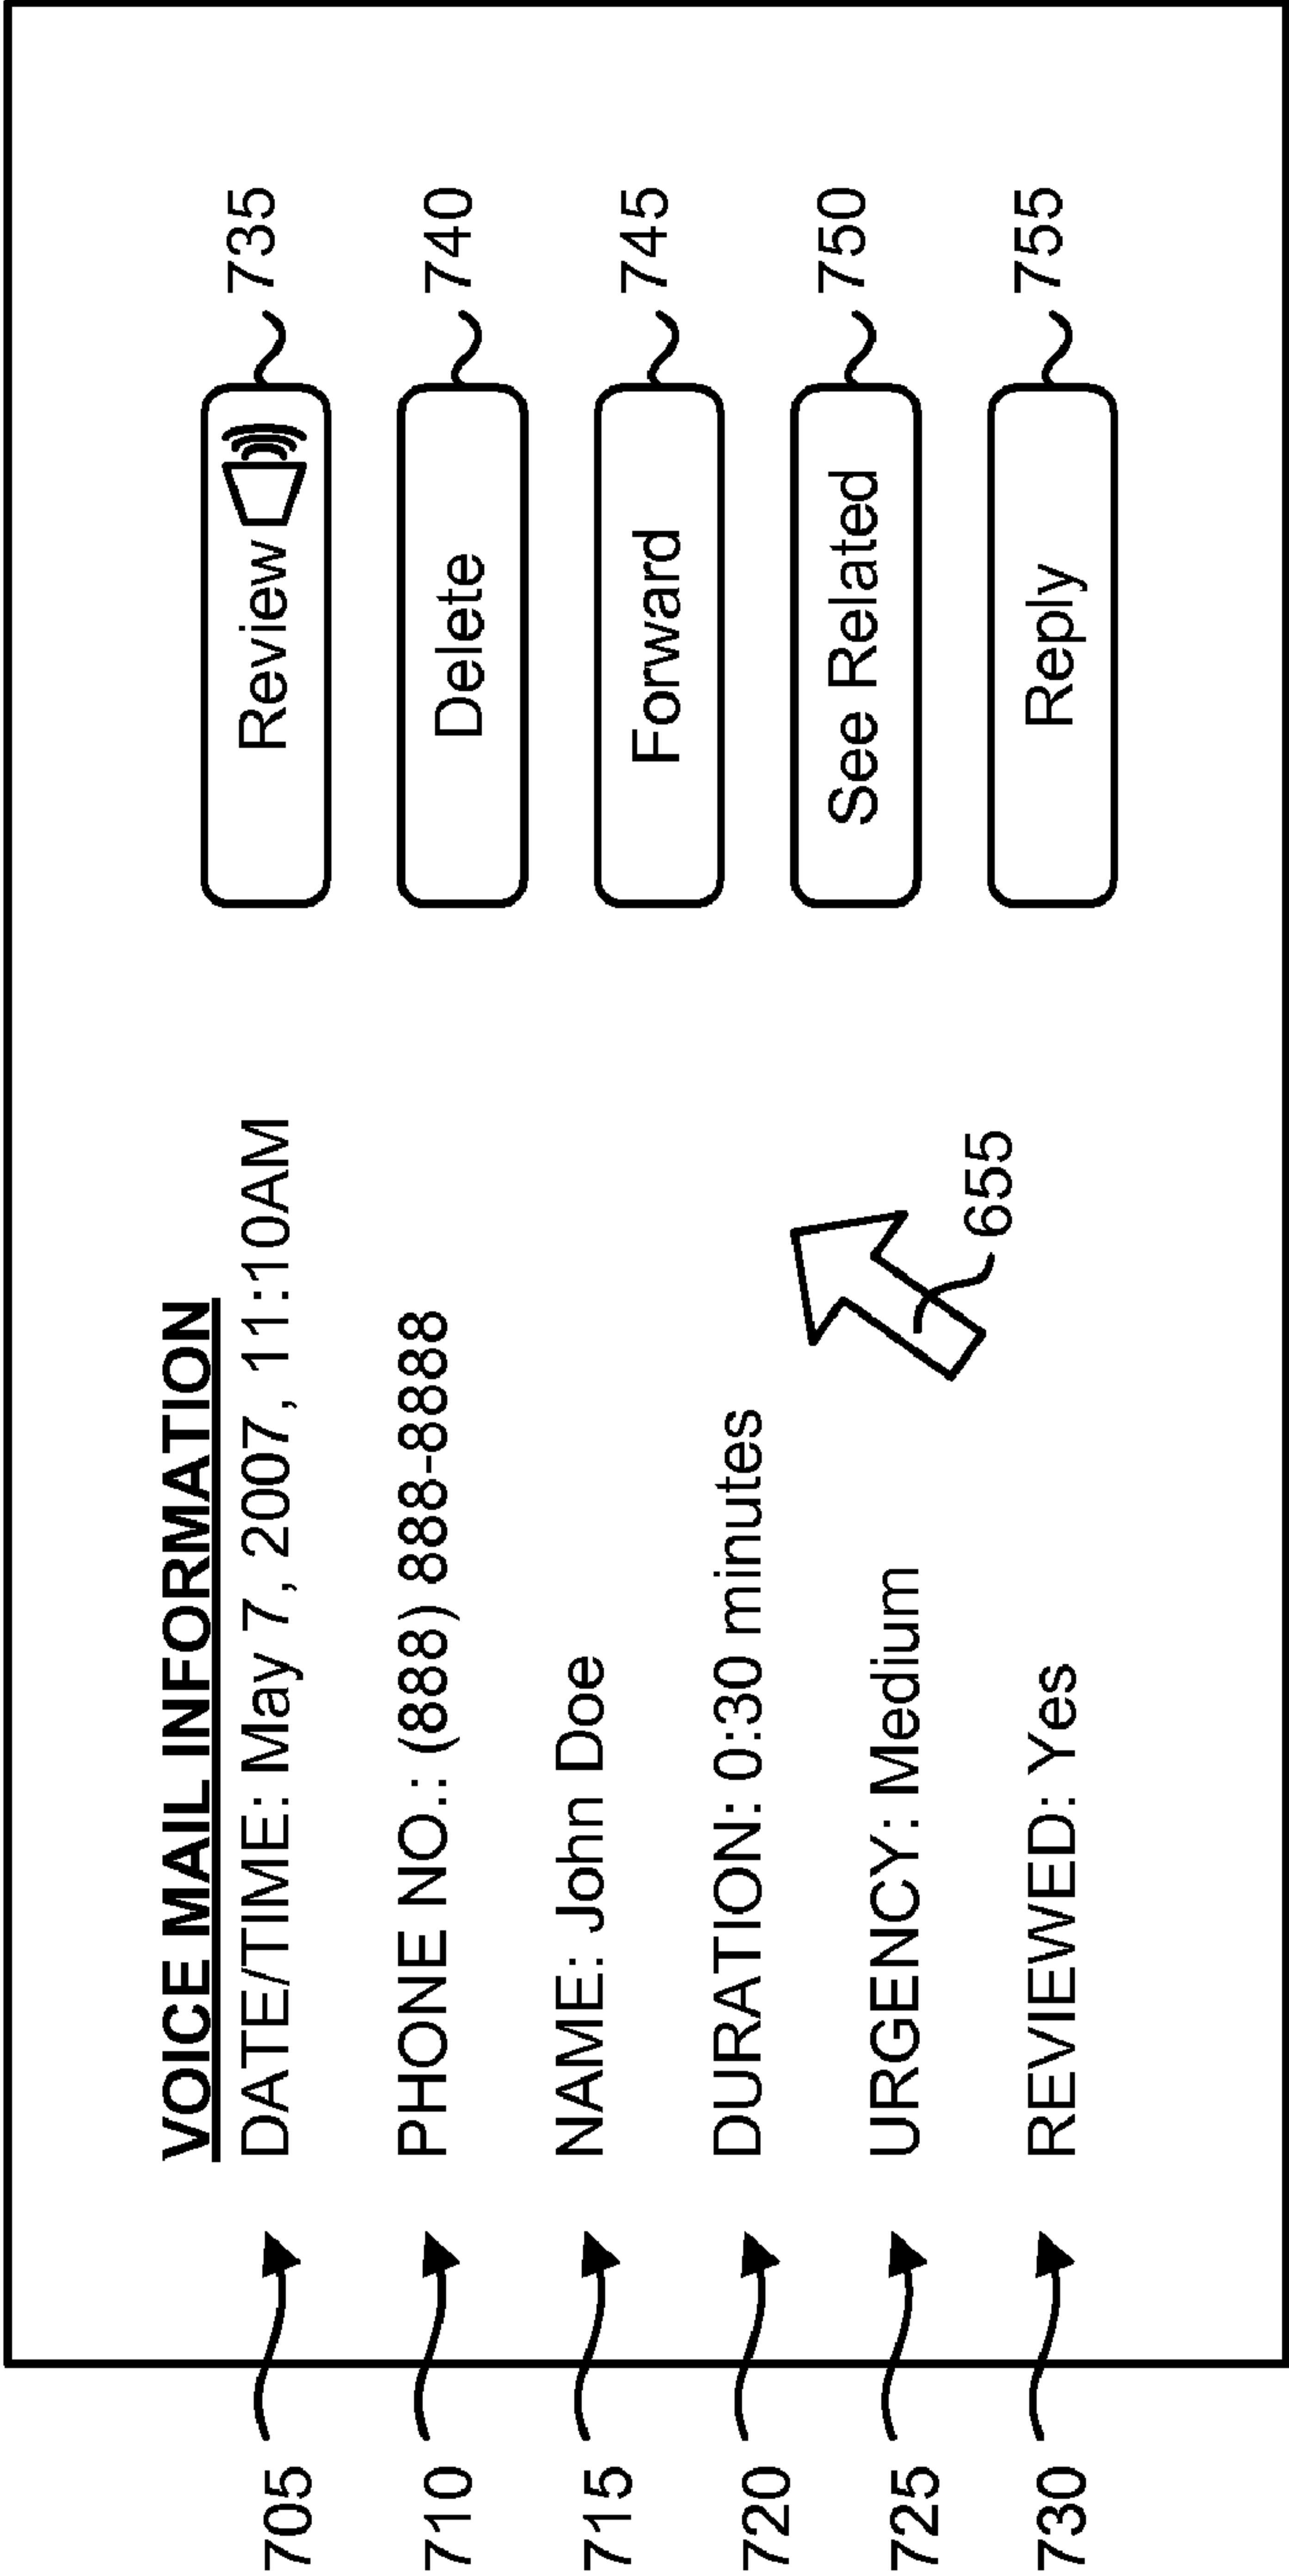 VOICE MAIL INFORMATION
705 DATE/TIME: May 7, 2007, 11:10AM
710 PHONE NO.: (888) 888-8888
715 NAME: John Doe
720 DURATION: 0:30 minutes
725 URGENCY: Medium
730 REVIEWED: Yes
655
Review 735
Delete 740
Forward 745
See Related 750
Reply 755